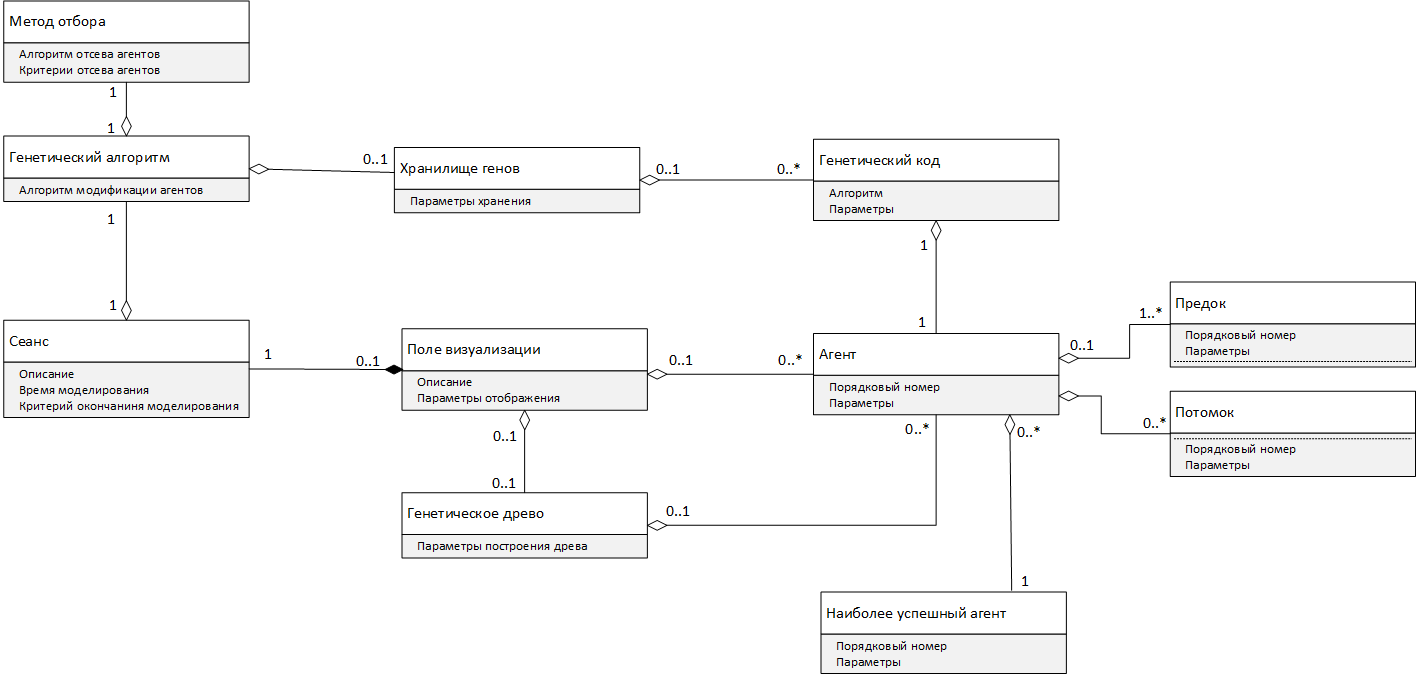 Метод отбора
Алгоритм отсева агентов
Критерии отсева агентов
1
1
Генетический алгоритм
Алгоритм модификации агентов
0..1
Хранилище генов
Параметры хранения
0..1
0..*
Генетический код
Алгоритм
Параметры
1
1
1
1
Сеанс
Описание
Время моделирования
Критерий окончаниня моделирования
1
0..1
Поле визуализации
Описание
Параметры отображения
0..1
0..*
Агент
Порядковый номер
Параметры
0..1
1..*
Предок
Порядковый номер
Параметры
0..*
Потомок
Порядковый номер
Параметры
0..1
0..1
Генетическое древо
Параметры построения древа
0..1
0..*
0..*
1
Наиболее успешный агент
Порядковый номер
Параметры